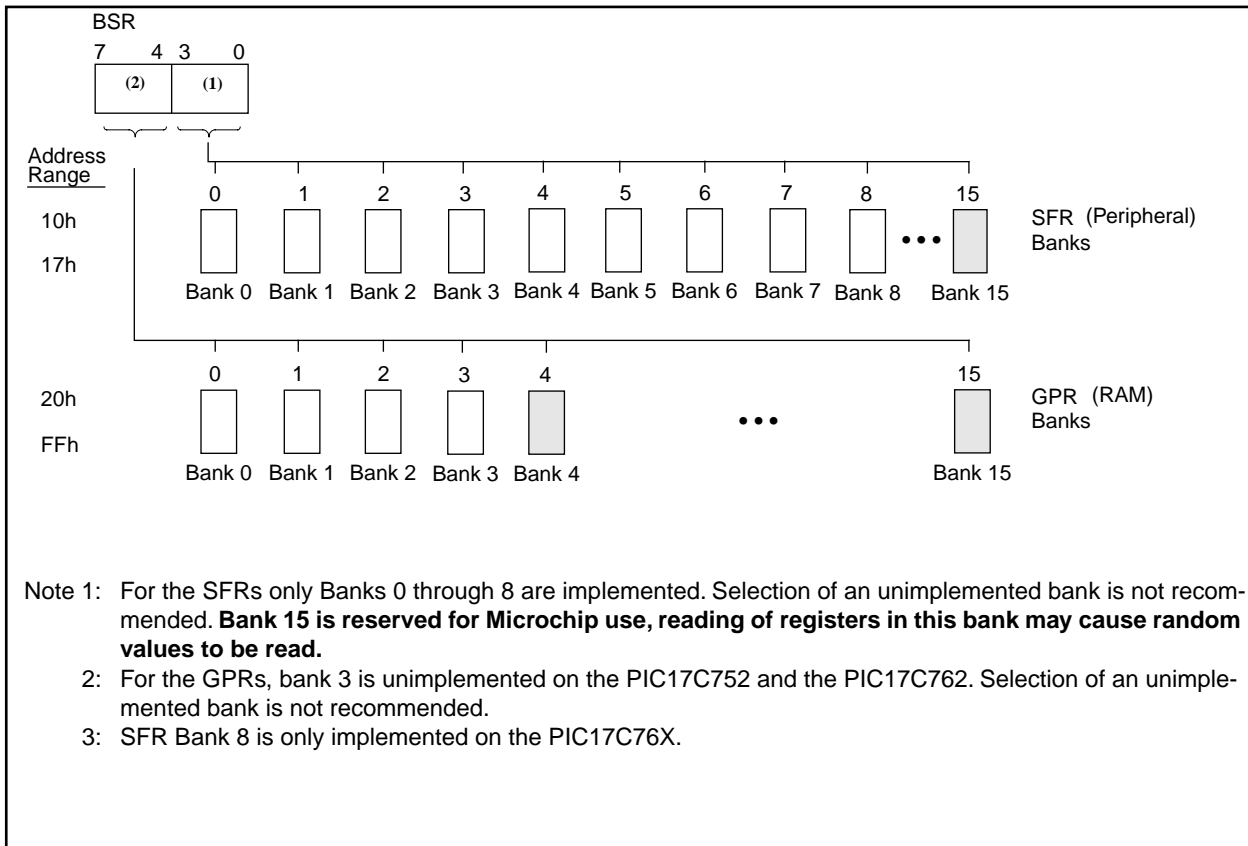 BSR
7 4 3 0
(2) (1)
Address
Range
0 1 2 3 4 5 6 7 8 15
10h
SFR (Peripheral)
Banks
17h
Bank 0 Bank 1 Bank 2 Bank 3 Bank 4 Bank 5 Bank 6 Bank 7 Bank 8 Bank 15
0 1 2 3 4 15
20h
GPR (RAM)
Banks
FFh
Bank 0 Bank 1 Bank 2 Bank 3 Bank 4 Bank 15
Note 1: For the SFRs only Banks 0 through 8 are implemented. Selection of an unimplemented bank is not recom-
mended. Bank 15 is reserved for Microchip use, reading of registers in this bank may cause random
values to be read.
2: For the GPRs, bank 3 is unimplemented on the PIC17C752 and the PIC17C762. Selection of an unimple-
mented bank is not recommended.
3: SFR Bank 8 is only implemented on the PIC17C76X.